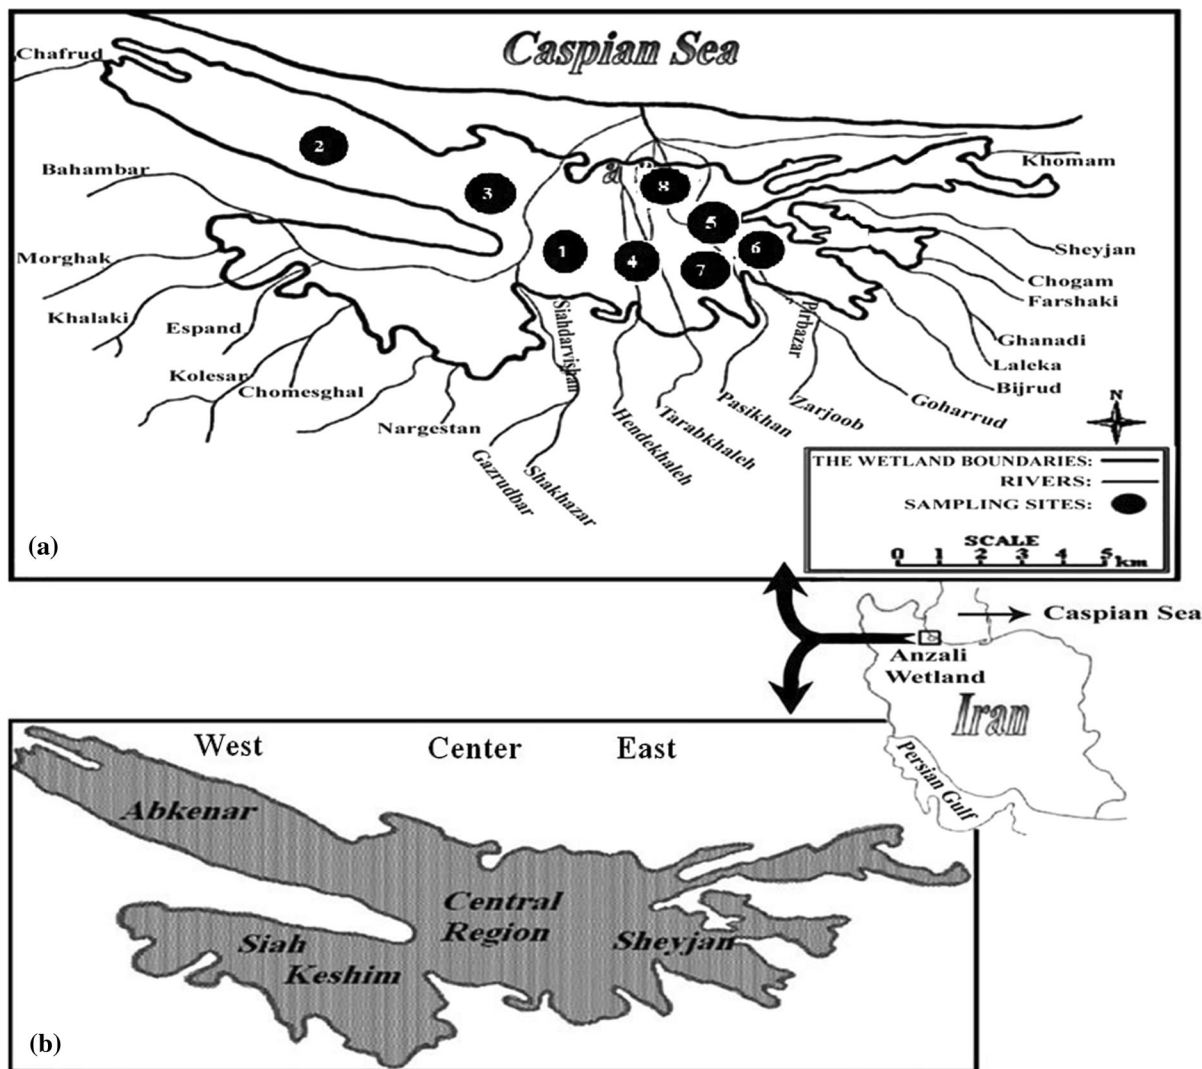 Caspian Sea
Chafrud
2
Bahambar
Khomam
3
8
5
Morghak
1
4
7
6
Sheyjan
Chogam
Farshaki
Khalaki
Espand
Siahdarvishan
Pirbazar
Ghanadi
Laleka
Bijrud
Kolesar
Chomesghal
Nargestan
Hendekhaleh
Tarabkhaleh
Pasikhan
Zarjoob
Goharrud
Gazrudbar
Shakhazar
N
THE WETLAND BOUNDARIES:
RIVERS:
SAMPLING SITES:
SCALE
0 1 2 3 4 5 km
(a)
Caspian Sea
Anzali
Wetland
Iran
Persian Gulf
West Center East
Abkenar
Central
Region
Siah
Keshim
Sheyjan
(b)